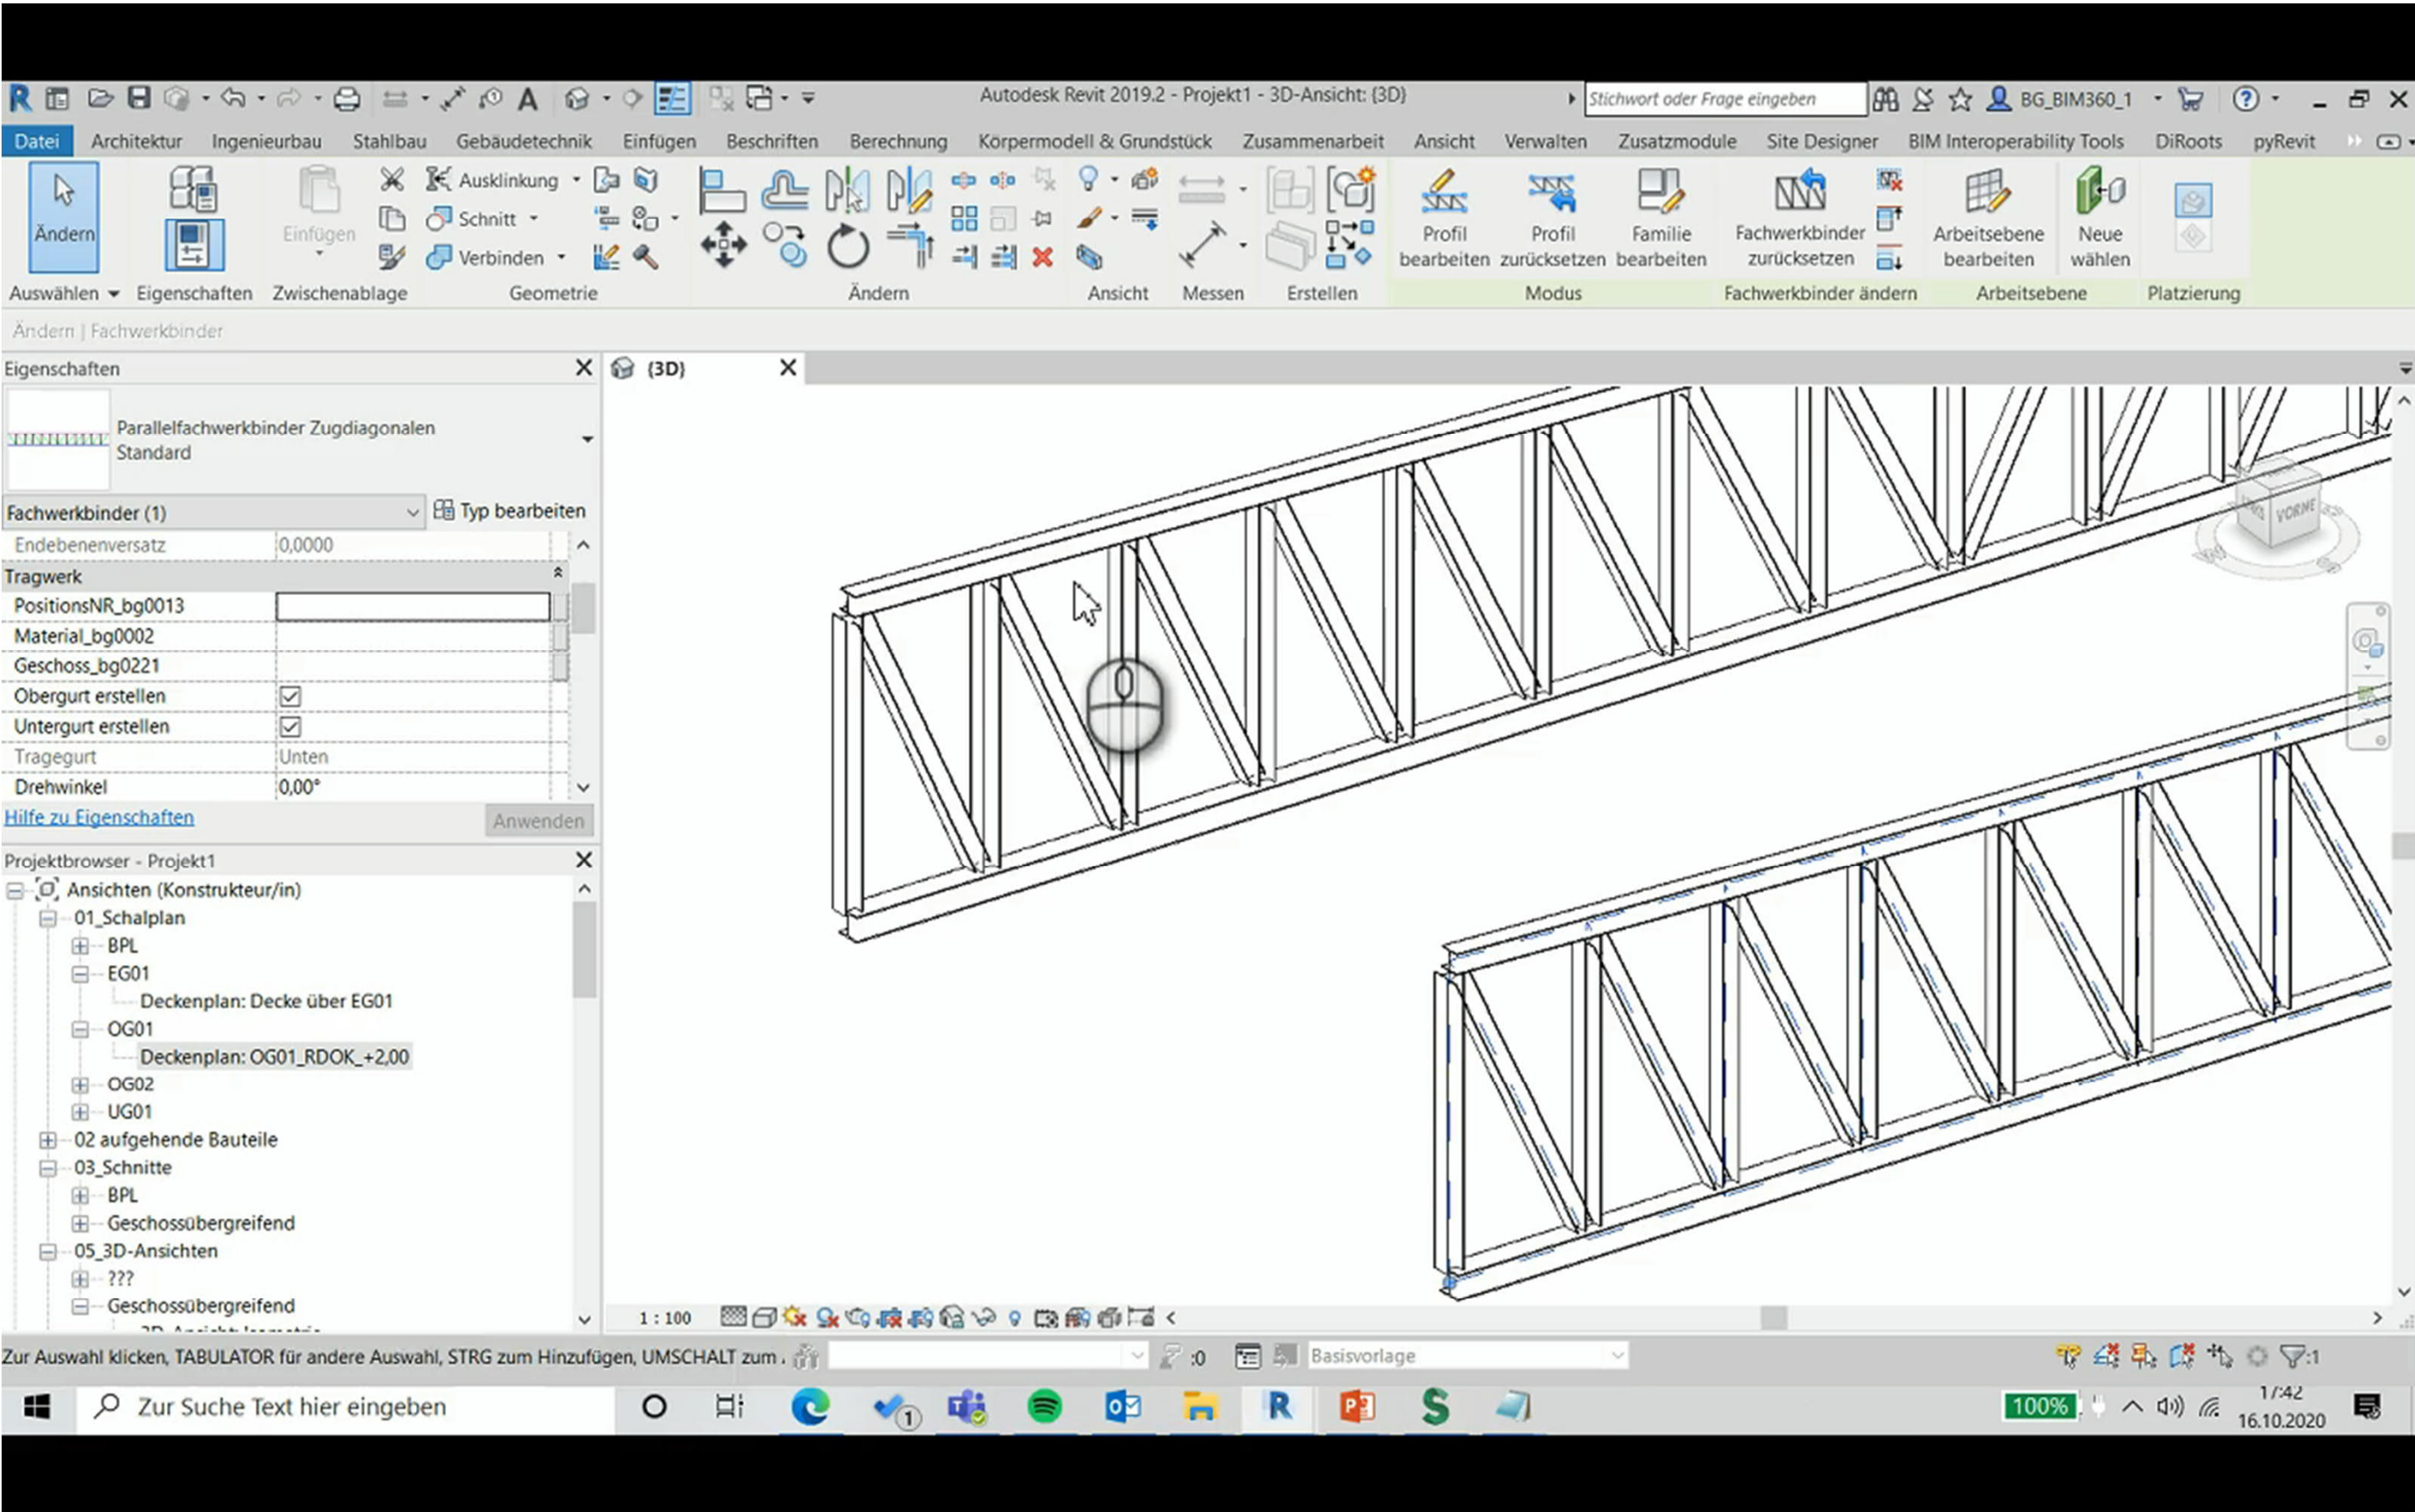 Autodesk Revit 2019.2 - Projekt1 - 3D-Ansicht: {3D}
Stichwort oder Frage eingeben
BG_BIM360_1
Datei Architektur Ingenieurbau Stahlbau Gebäudetechnik Einfügen Beschriften Berechnung Körpermodell & Grundstück Zusammenarbeit Ansicht Verwalten Zusatzmodule Site Designer BIM Interoperability Tools DiRoots pyRevit
Ausklinkung
Schnitt
Verbinden
Ändern
Einfügen
Profil bearbeiten
Profil zurücksetzen
Familie bearbeiten
Fachwerkbinder zurücksetzen
Arbeitsebene bearbeiten
Neue wählen
Auswählen Eigenschaften Zwischenablage Geometrie Ändern Ansicht Messen Erstellen Modus Fachwerkbinder ändern Arbeitsebene Platzierung
Ändern | Fachwerkbinder
Eigenschaften
{3D}
Parallelfachwerkbinder Zugdiagonalen
Standard
Fachwerkbinder (1)
Typ bearbeiten
Endebenenversatz 0,0000
Tragwerk
PositionsNR_bg0013
Material_bg0002
Geschoss_bg0221
Obergurt erstellen
Untergurt erstellen
Tragegurt Unten
Drehwinkel 0,00°
Hilfe zu Eigenschaften
Anwenden
VORNE
Projektbrowser - Projekt1
Ansichten (Konstrukteur/in)
01_Schalplan
BPL
EG01
Deckenplan: Decke über EG01
OG01
Deckenplan: OG01_RDOK_+2,00
OG02
UG01
02 aufgehende Bauteile
03_Schnitte
BPL
Geschossübergreifend
05_3D-Ansichten
???
Geschossübergreifend
1 : 100
Zur Auswahl klicken, TABULATOR für andere Auswahl, STRG zum Hinzufügen, UMSCHALT zum
:0
Basisvorlage
:1
Zur Suche Text hier eingeben
1
100%
17:42
16.10.2020